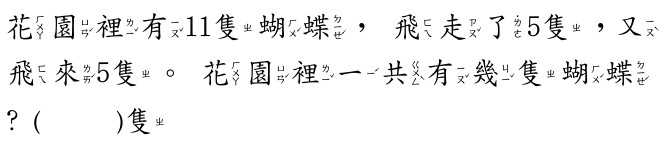 花園裡有11隻蝴蝶， 飛走了5隻，又
飛來5隻。 花園裡一共有幾隻蝴蝶
? (      )隻